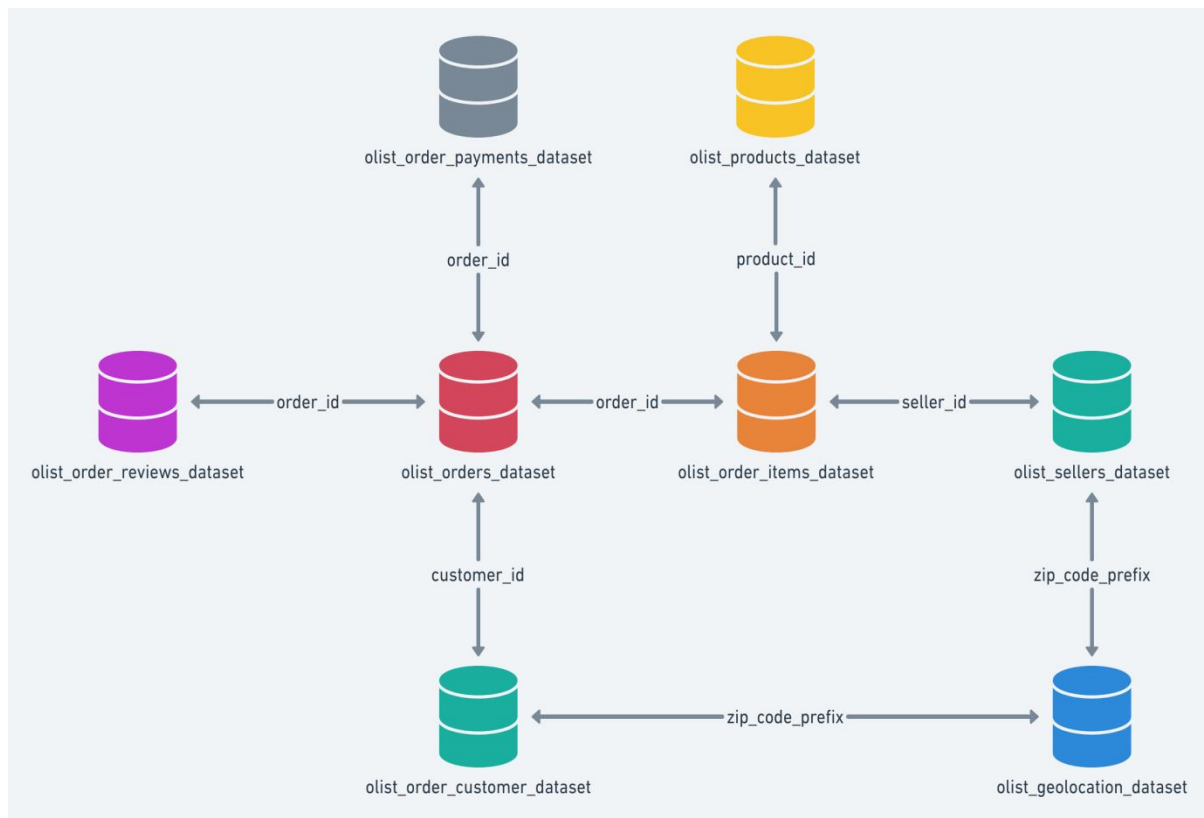 olist_order_payments_dataset
olist_products_dataset
order_id
product_id
order_id
order_id
seller_id
olist_order_reviews_dataset
olist_orders_dataset
olist_order_items_dataset
olist_sellers_dataset
customer_id
zip_code_prefix
zip_code_prefix
olist_order_customer_dataset
olist_geolocation_dataset